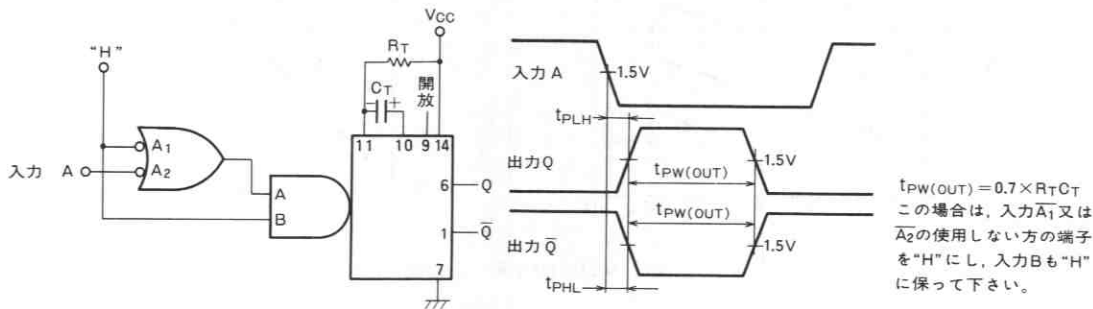 "H"
入力 A
A1
A2
A
B
RT
CT
+
開放
VCC
11
10
9
14
6
Q
1
Q̅
7
入力 A
1.5V
tPLH
出力Q
tPW(OUT)
1.5V
tPW(OUT)
出力Q̅
1.5V
tPHL
tPW(OUT)=0.7×RTCT
この場合は,入力A̅1̅又は
A̅2̅の使用しない方の端子
を"H"にし,入力Bも"H"
に保って下さい。